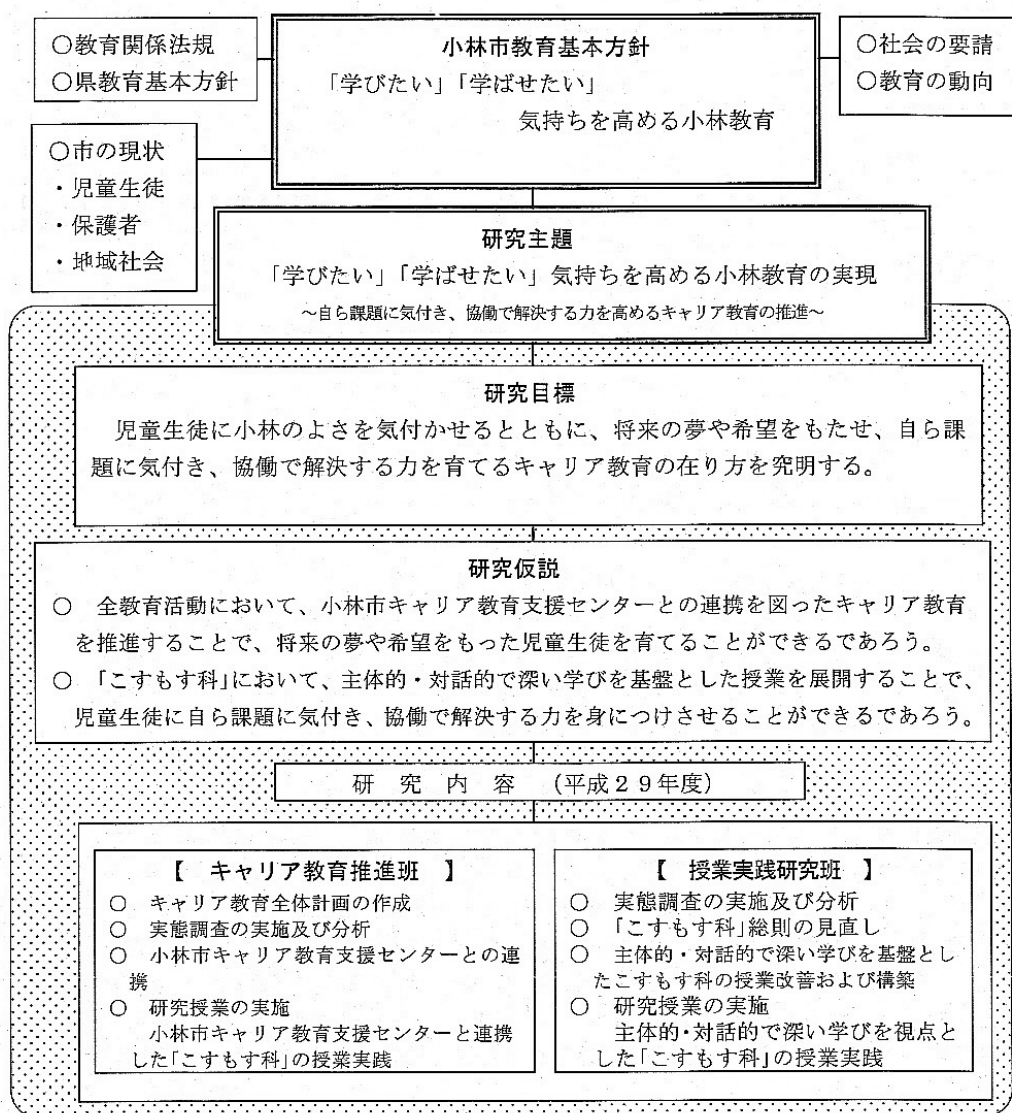 ○教育関係法規
○県教育基本方針
小林市教育基本方針
「学びたい」「学ばせたい」
気持ちを高める小林教育
○社会の要請
○教育の動向
○市の現状
・児童生徒
・保護者
・地域社会
研究主題
「学びたい」「学ばせたい」気持ちを高める小林教育の実現
～自ら課題に気付き、協働で解決する力を高めるキャリア教育の推進～
研究目標
児童生徒に小林のよさを気付かせるとともに、将来の夢や希望をもたせ、自ら課
題に気付き、協働で解決する力を育てるキャリア教育の在り方を究明する。
研究仮説
○ 全教育活動において、小林市キャリア教育支援センターとの連携を図ったキャリア教育
を推進することで、将来の夢や希望をもった児童生徒を育てることができるであろう。
○ 「こすもす科」において、主体的・対話的で深い学びを基盤とした授業を展開することで、
児童生徒に自ら課題に気付き、協働で解決する力を身につけさせることができるであろう。
研 究 内 容 （平成２９年度）
【 キャリア教育推進班 】
○ キャリア教育全体計画の作成
○ 実態調査の実施及び分析
○ 小林市キャリア教育支援センターとの連
携
○ 研究授業の実施
小林市キャリア教育支援センターと連携
した「こすもす科」の授業実践
【 授業実践研究班 】
○ 実態調査の実施及び分析
○ 「こすもす科」総則の見直し
○ 主体的・対話的で深い学びを基盤とし
たこすもす科の授業改善および構築
○ 研究授業の実施
主体的・対話的で深い学びを視点と
した「こすもす科」の授業実践